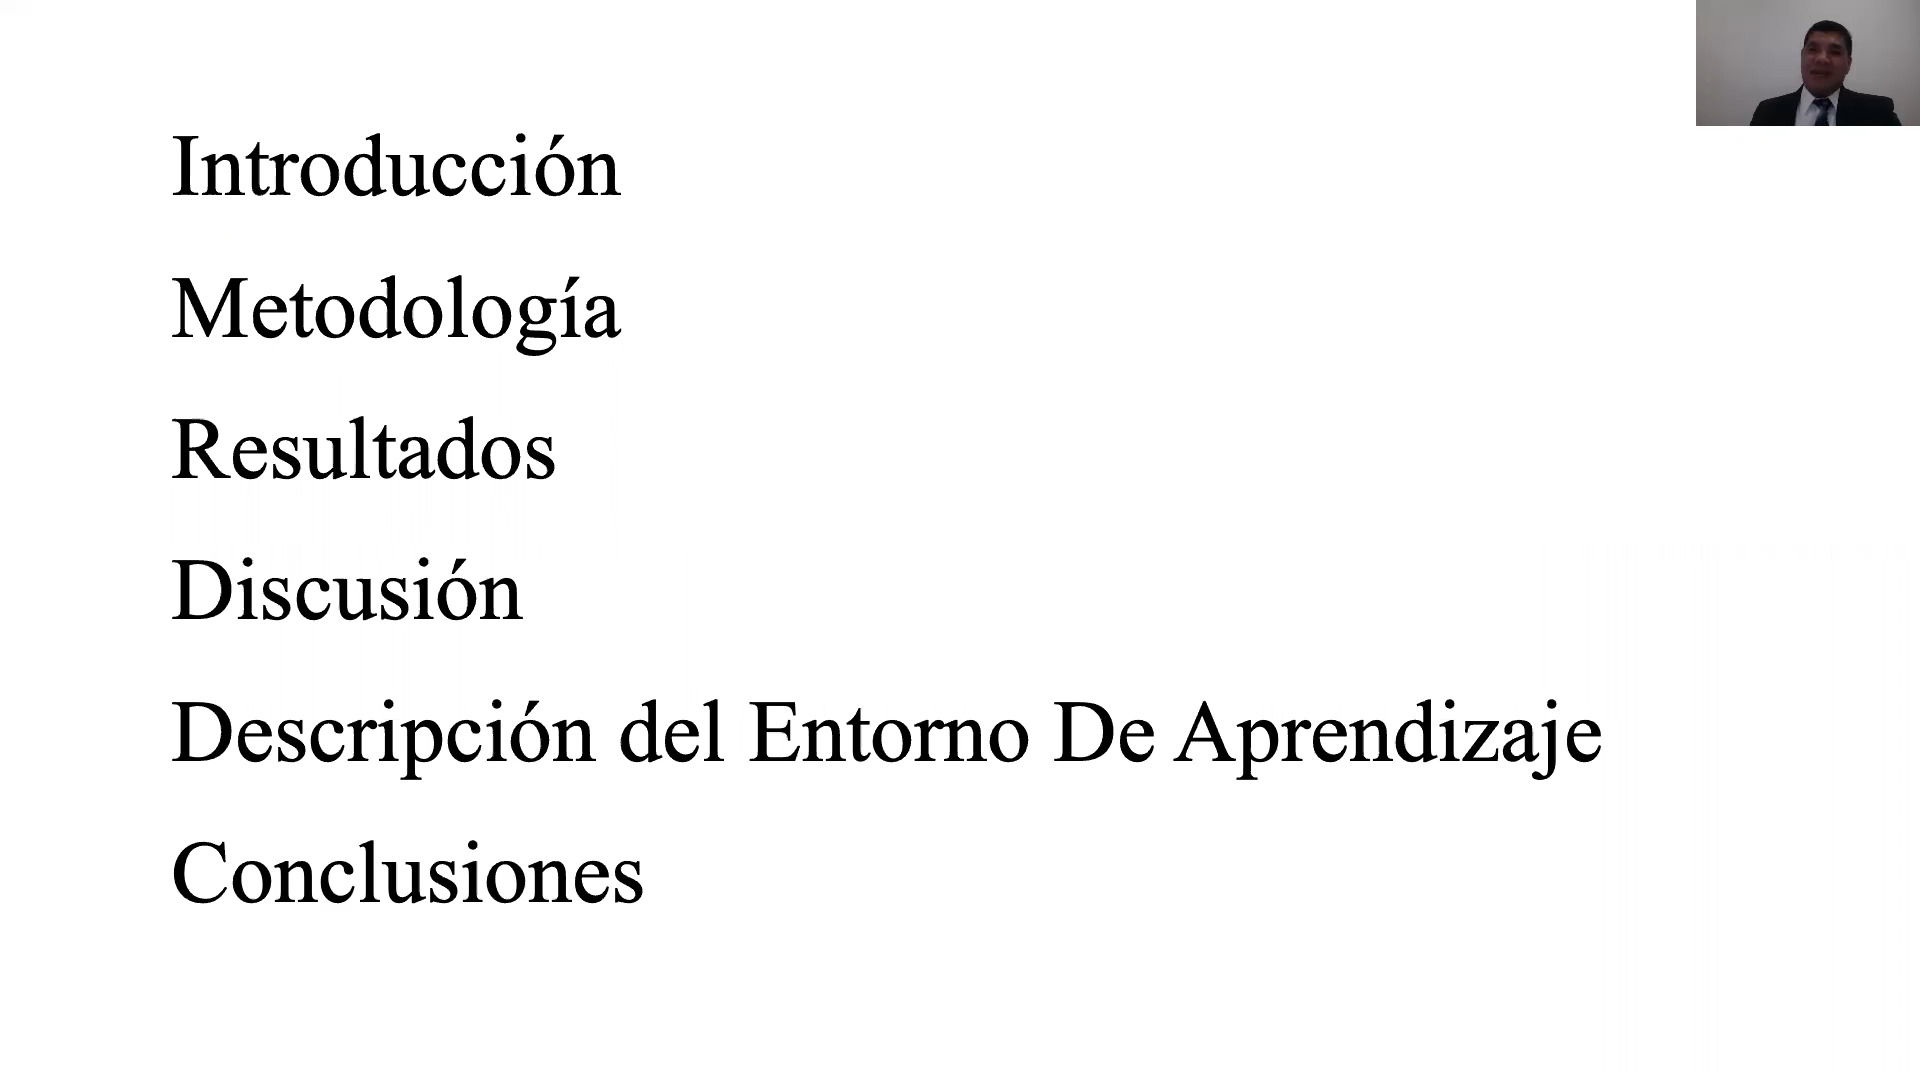 Introducción
Metodología
Resultados
Discusión
Descripción del Entorno De Aprendizaje
Conclusiones